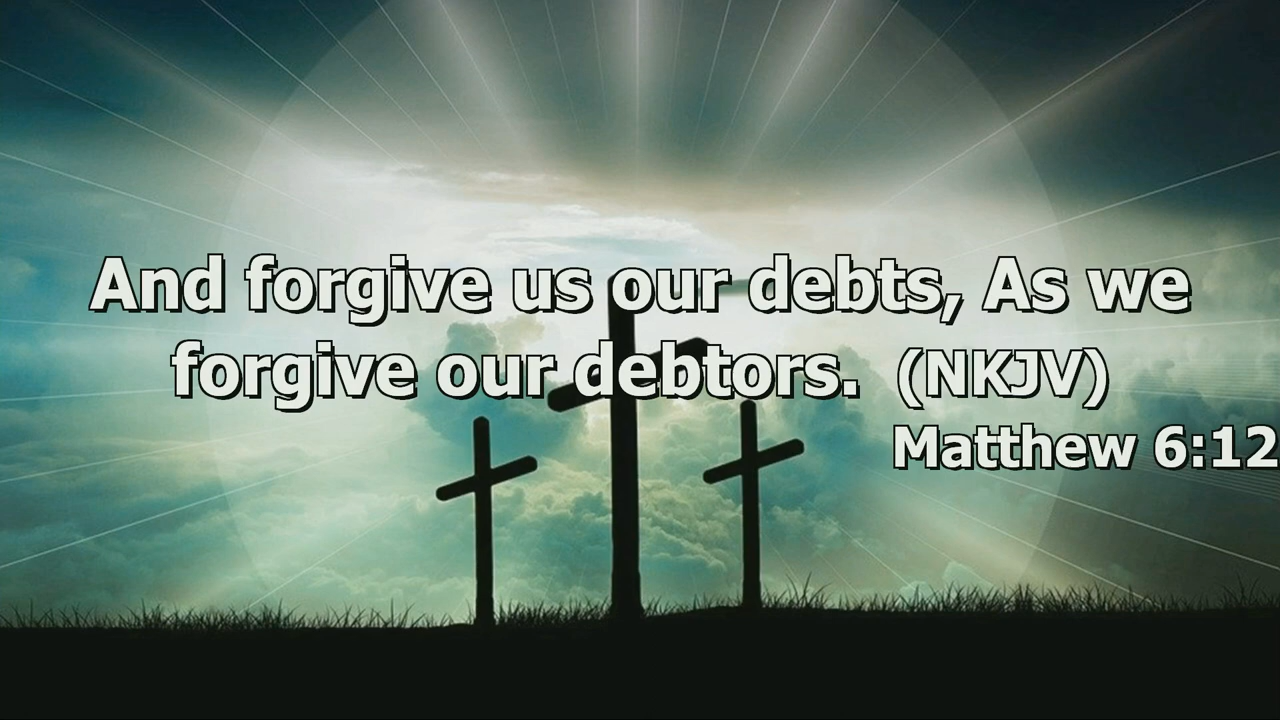 And forgive us our debts, As we
forgive our debtors. (NKJV)
Matthew 6:12